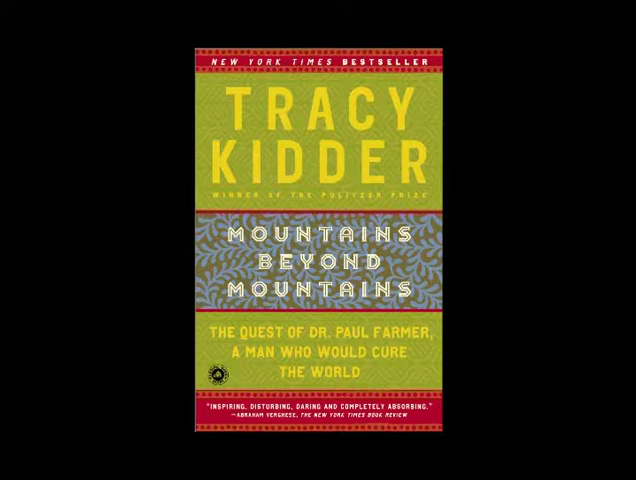 NEW YORK TIMES BESTSELLER
TRACY
KIDDER
WINNER OF THE PULITZER PRIZE
MOUNTAINS
BEYOND
MOUNTAINS
THE QUEST OF DR. PAUL FARMER,
A MAN WHO WOULD CURE
THE WORLD
"INSPIRING, DISTURBING, DARING AND COMPLETELY ABSORBING."
—ABRAHAM VERGHESE, THE NEW YORK TIMES BOOK REVIEW